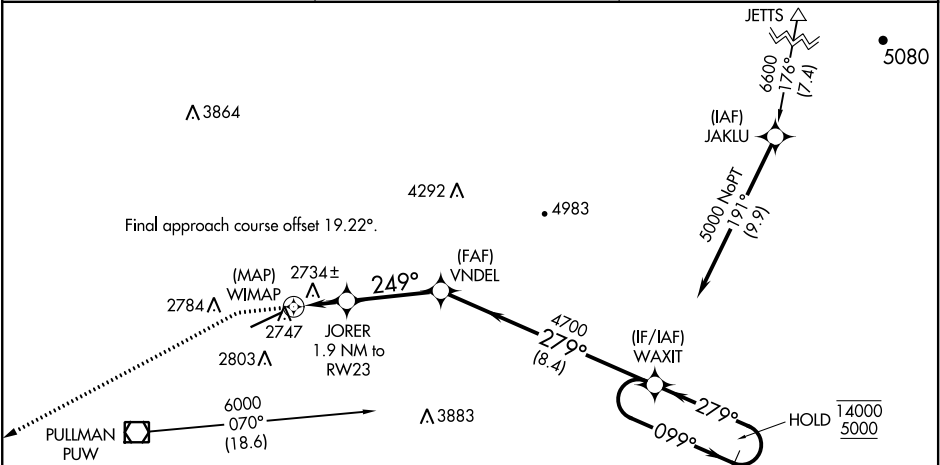 JETTS
5080
6600
176°
(7.4)
3864
(IAF)
JAKLU
4292
4983
5000 NoPT
191°
(9.9)
Final approach course offset 19.22°.
(FAF)
VNDEL
(MAP)
WIMAP
2734±
249°
2784
2747
JORER
1.9 NM to
RW23
4700
279°
(8.4)
(IF/IAF)
WAXIT
2803
279°
HOLD
14000
5000
099°
6000
070°
(18.6)
3883
PULLMAN
PUW